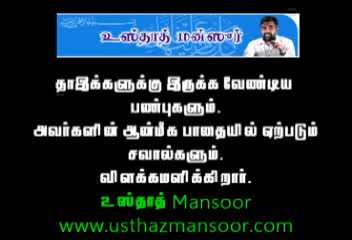 உஸ்தாத் மன்ஸூர்
தாஇக்களுக்கு இருக்க வேண்டிய
பண்புகளும்.
அவர்களின் ஆன்மீக பாதையில் ஏற்படும்
சவால்களும்.
விளக்கமளிக்கிறார்.
உஸ்தாத் Mansoor
www.usthazmansoor.com